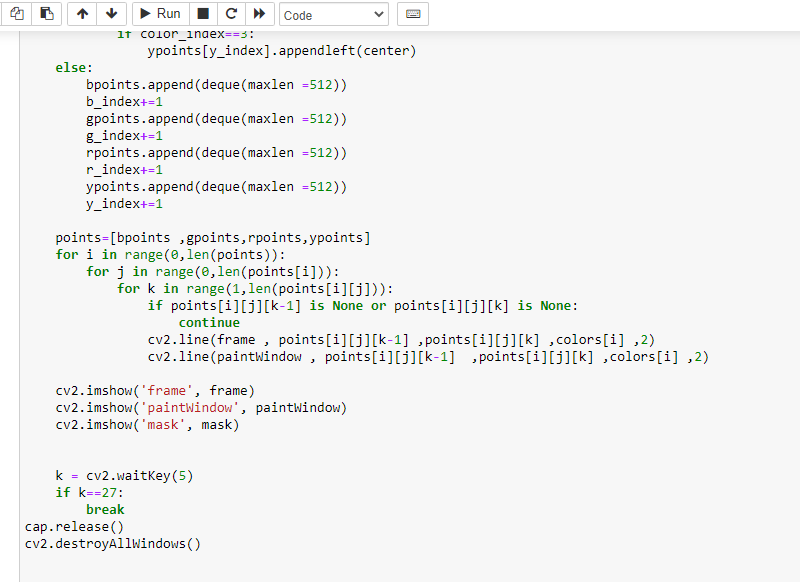 Run
Code
if color_index==3:
ypoints[y_index].appendleft(center)
else:
bpoints.append(deque(maxlen =512))
b_index+=1
gpoints.append(deque(maxlen =512))
g_index+=1
rpoints.append(deque(maxlen =512))
r_index+=1
ypoints.append(deque(maxlen =512))
y_index+=1
points=[bpoints ,gpoints,rpoints,ypoints]
for i in range(0,len(points)):
for j in range(0,len(points[i])):
for k in range(1,len(points[i][j])):
if points[i][j][k-1] is None or points[i][j][k] is None:
continue
cv2.line(frame , points[i][j][k-1] ,points[i][j][k] ,colors[i] ,2)
cv2.line(paintWindow , points[i][j][k-1]  ,points[i][j][k] ,colors[i] ,2)
cv2.imshow('frame', frame)
cv2.imshow('paintWindow', paintWindow)
cv2.imshow('mask', mask)
k = cv2.waitKey(5)
if k==27:
break
cap.release()
cv2.destroyAllWindows()